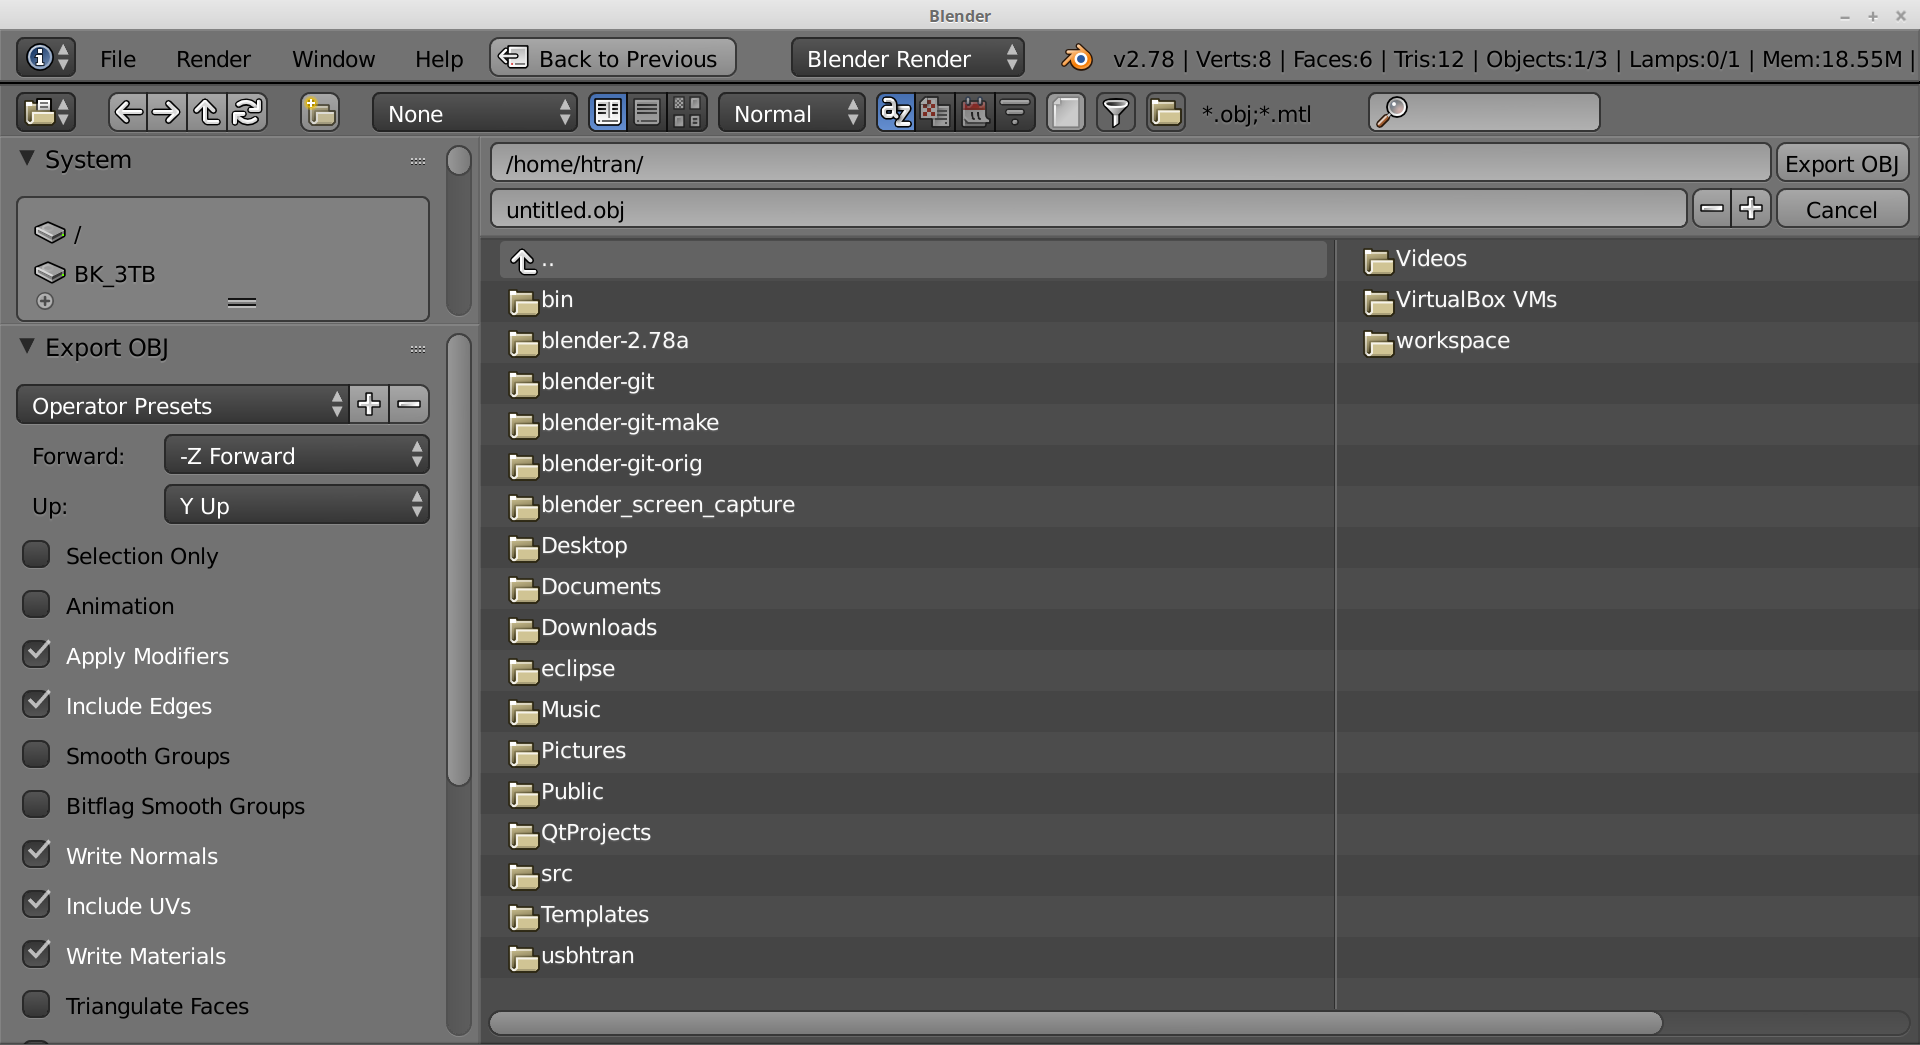 Blender
File Render Window Help Back to Previous Blender Render v2.78 | Verts:8 | Faces:6 | Tris:12 | Objects:1/3 | Lamps:0/1 | Mem:18.55M |
None Normal az *.obj;*.mtl
System
/
BK_3TB
Export OBJ
Operator Presets
Forward: -Z Forward
Up: Y Up
Selection Only
Animation
Apply Modifiers
Include Edges
Smooth Groups
Bitflag Smooth Groups
Write Normals
Include UVs
Write Materials
Triangulate Faces
/home/htran/ Export OBJ
untitled.obj Cancel
..
bin
blender-2.78a
blender-git
blender-git-make
blender-git-orig
blender_screen_capture
Desktop
Documents
Downloads
eclipse
Music
Pictures
Public
QtProjects
src
Templates
usbhtran
Videos
VirtualBox VMs
workspace